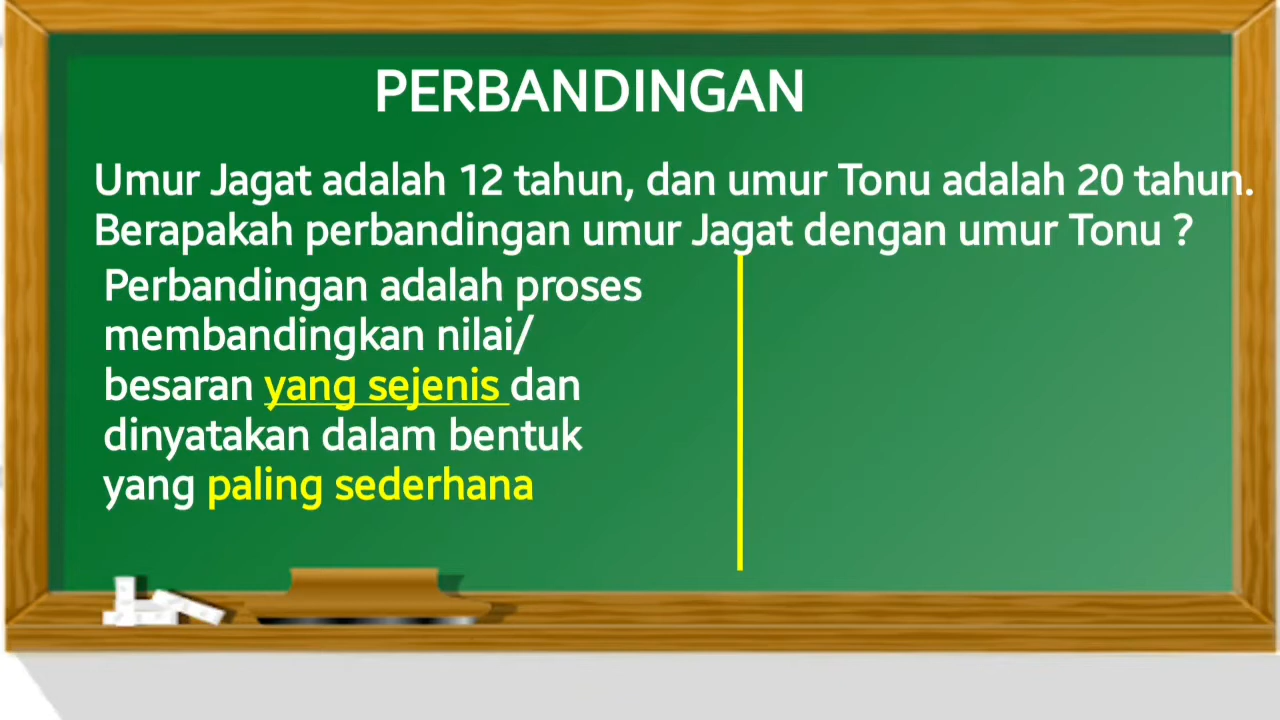 PERBANDINGAN
Umur Jagat adalah 12 tahun, dan umur Tonu adalah 20 tahun.
Berapakah perbandingan umur Jagat dengan umur Tonu ?
Perbandingan adalah proses
membandingkan nilai/
besaran yang sejenis dan
dinyatakan dalam bentuk
yang paling sederhana